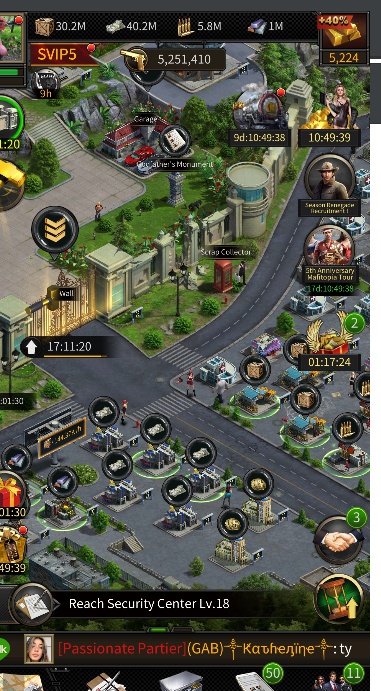 30.2M 40.2M 5.8M 1M +40%
SVIP5 5,251,410 5,224
9h
Garage
9d:10:49:38 10:49:39
1:20
Godfather's Monument
Season Renegade
Recruitment I
Scrap Collector
5th Anniversary
Mafitopia Tour
17d:10:49:38
Wall
2
17:11:20
01:17:24
:01:30
01:30
3
49:39
Reach Security Center Lv.18
[Passionate Partier](GAB)⸸Kατheηïηe⸸:ty
50 11